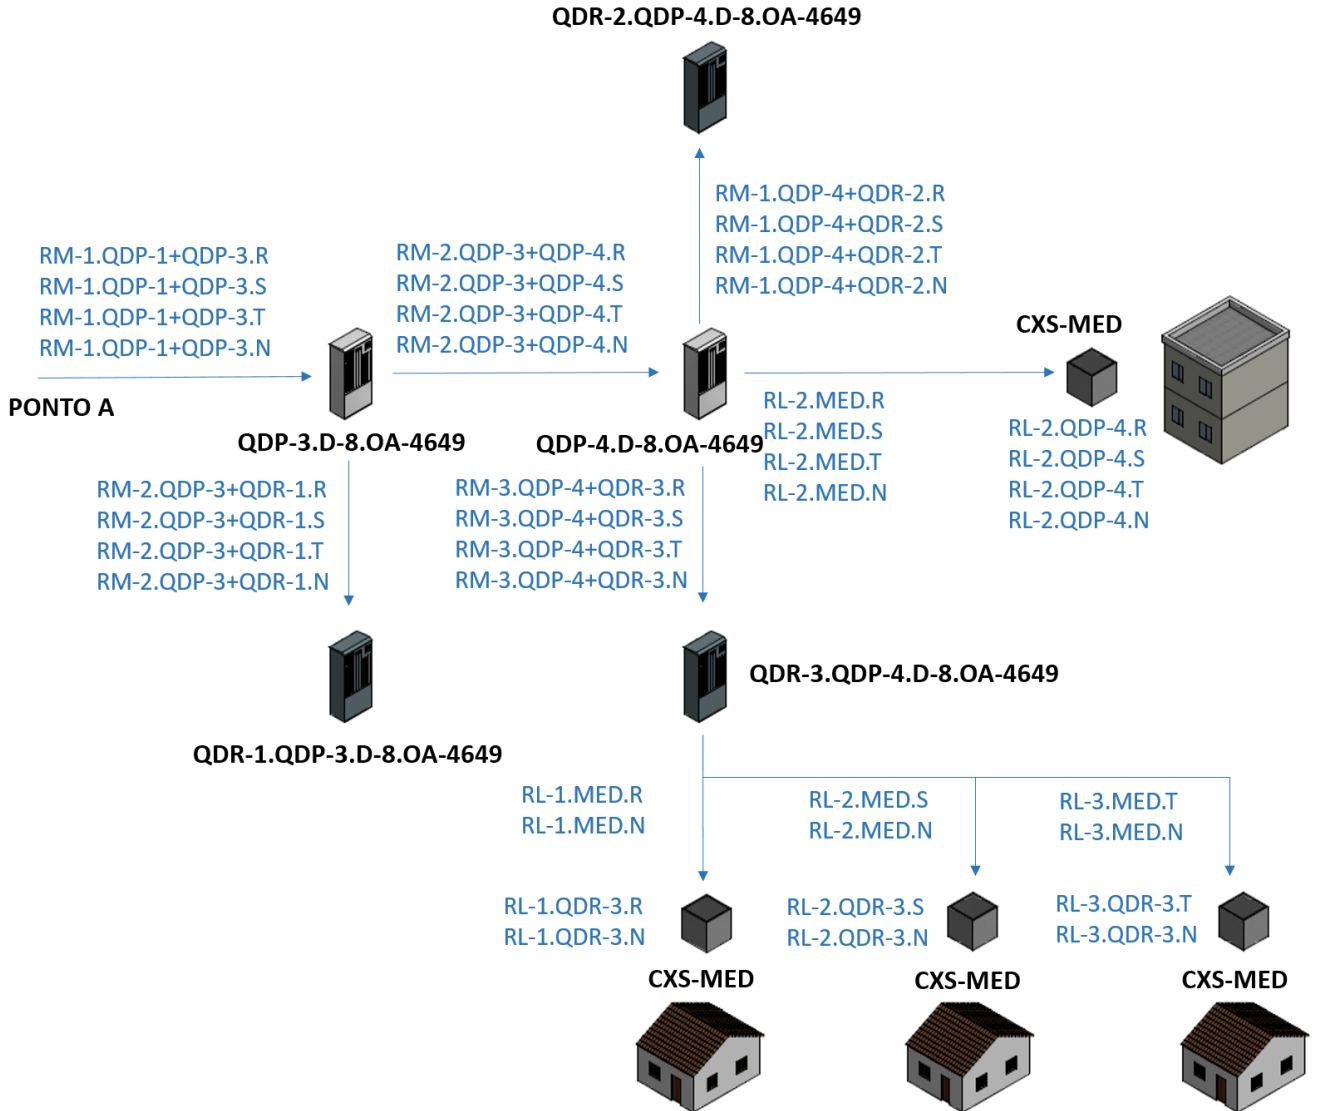 QDR-2.QDP-4.D-8.OA-4649
RM-1.QDP-4+QDR-2.R
RM-1.QDP-4+QDR-2.S
RM-1.QDP-4+QDR-2.T
RM-1.QDP-4+QDR-2.N
RM-1.QDP-1+QDP-3.R
RM-1.QDP-1+QDP-3.S
RM-1.QDP-1+QDP-3.T
RM-1.QDP-1+QDP-3.N
RM-2.QDP-3+QDP-4.R
RM-2.QDP-3+QDP-4.S
RM-2.QDP-3+QDP-4.T
RM-2.QDP-3+QDP-4.N
CXS-MED
PONTO A
QDP-3.D-8.OA-4649
QDP-4.D-8.OA-4649
RL-2.MED.R
RL-2.MED.S
RL-2.MED.T
RL-2.MED.N
RL-2.QDP-4.R
RL-2.QDP-4.S
RL-2.QDP-4.T
RL-2.QDP-4.N
RM-2.QDP-3+QDR-1.R
RM-2.QDP-3+QDR-1.S
RM-2.QDP-3+QDR-1.T
RM-2.QDP-3+QDR-1.N
RM-3.QDP-4+QDR-3.R
RM-3.QDP-4+QDR-3.S
RM-3.QDP-4+QDR-3.T
RM-3.QDP-4+QDR-3.N
QDR-3.QDP-4.D-8.OA-4649
QDR-1.QDP-3.D-8.OA-4649
RL-1.MED.R
RL-1.MED.N
RL-2.MED.S
RL-2.MED.N
RL-3.MED.T
RL-3.MED.N
RL-1.QDR-3.R
RL-1.QDR-3.N
RL-2.QDR-3.S
RL-2.QDR-3.N
RL-3.QDR-3.T
RL-3.QDR-3.N
CXS-MED
CXS-MED
CXS-MED